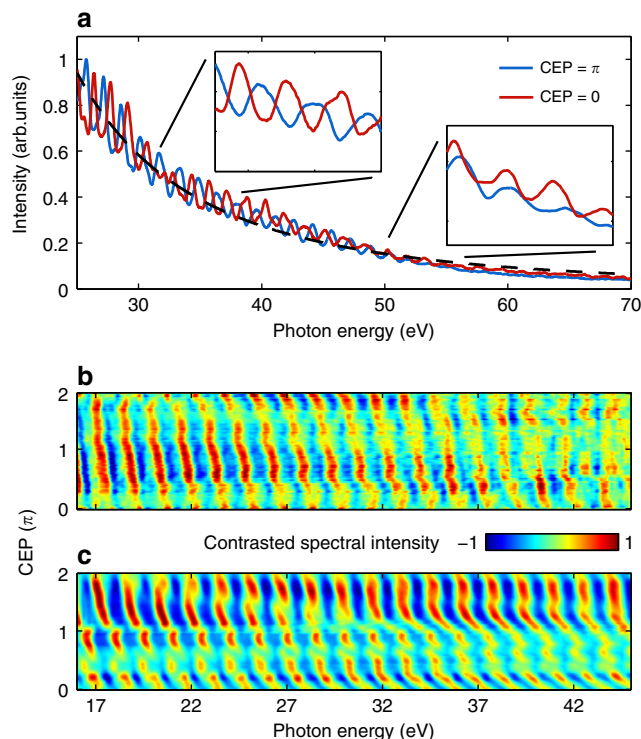 a
1
0.8
0.6
0.4
0.2
0
Intensity (arb.units)
CEP = π
CEP = 0
30 40 50 60 70
Photon energy (eV)
b
2
1
0
CEP (π)
Contrasted spectral intensity −1 1
c
2
1
0
17 22 27 32 37 42
Photon energy (eV)